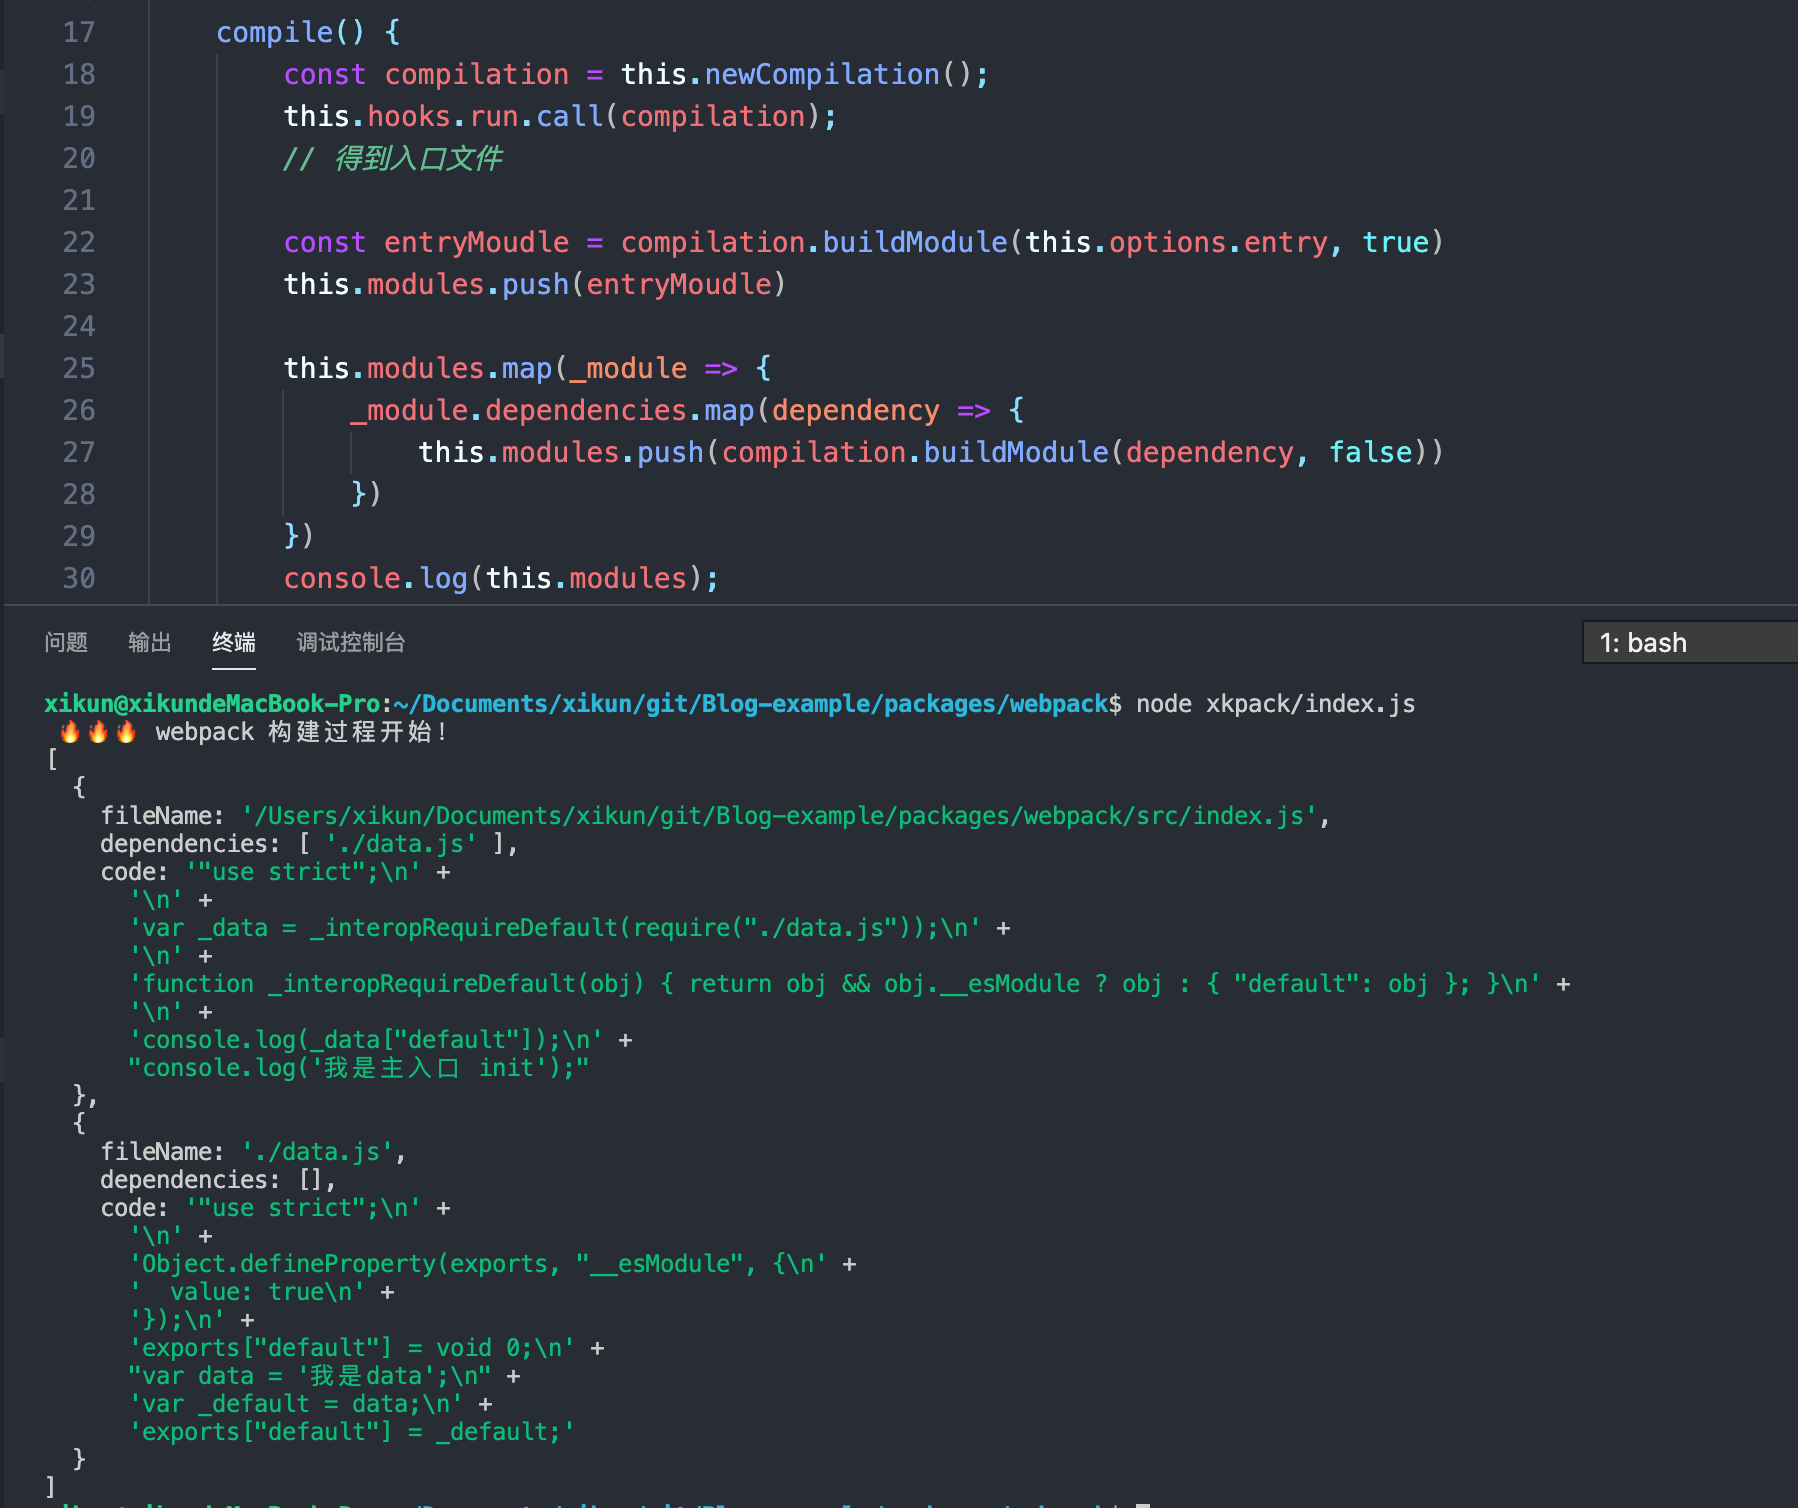 17 compile() {
18 const compilation = this.newCompilation();
19 this.hooks.run.call(compilation);
20 // 得到入口文件
21
22 const entryMoudle = compilation.buildModule(this.options.entry, true)
23 this.modules.push(entryMoudle)
24
25 this.modules.map(_module => {
26 _module.dependencies.map(dependency => {
27 this.modules.push(compilation.buildModule(dependency, false))
28 })
29 })
30 console.log(this.modules);
问题 输出 终端 调试控制台 1: bash
xikun@xikundeMacBook-Pro:~/Documents/xikun/git/Blog-example/packages/webpack$ node xkpack/index.js
🔥🔥🔥 webpack 构建过程开始!
[
{
fileName: '/Users/xikun/Documents/xikun/git/Blog-example/packages/webpack/src/index.js',
dependencies: [ './data.js' ],
code: '"use strict";\n' +
'\n' +
'var _data = _interopRequireDefault(require("./data.js"));\n' +
'\n' +
'function _interopRequireDefault(obj) { return obj && obj.__esModule ? obj : { "default": obj }; }\n' +
'\n' +
'console.log(_data["default"]);\n' +
"console.log('我是主入口 init');"
},
{
fileName: './data.js',
dependencies: [],
code: '"use strict";\n' +
'\n' +
'Object.defineProperty(exports, "__esModule", {\n' +
'  value: true\n' +
'});\n' +
'exports["default"] = void 0;\n' +
"var data = '我是data';\n" +
'var _default = data;\n' +
'exports["default"] = _default;'
}
]